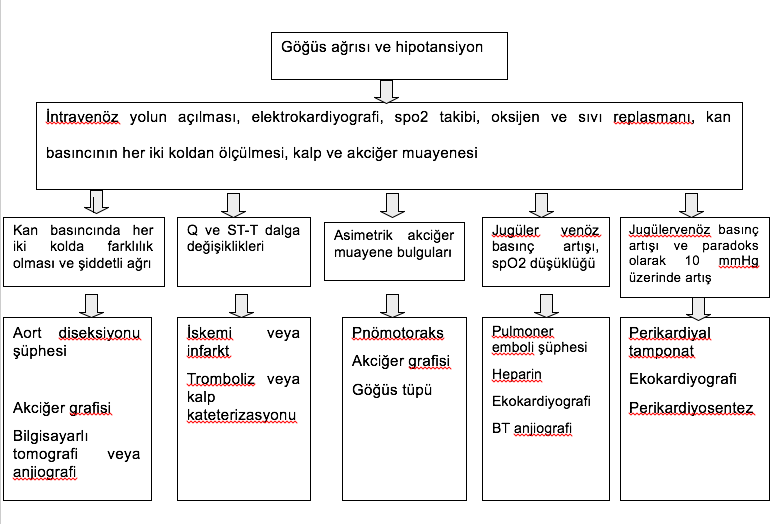 Göğüs ağrısı ve hipotansiyon
İntravenöz yolun açılması, elektrokardiyografi, spo2 takibi, oksijen ve sıvı replasmanı, kan
basıncının her iki koldan ölçülmesi, kalp ve akciğer muayenesi
Kan basıncında her
iki kolda farklılık
olması ve şiddetli ağrı
Q ve ST-T dalga
değişiklikleri
Asimetrik akciğer
muayene bulguları
Jugüler venöz
basınç artışı,
spO2 düşüklüğü
Jugülervenöz basınç
artışı ve paradoks
olarak 10 mmHg
üzerinde artış
Aort diseksiyonu
şüphesi
Akciğer grafisi
Bilgisayarlı
tomografi veya
anjiografi
İskemi veya
infarkt
Tromboliz veya
kalp
kateterizasyonu
Pnömotoraks
Akciğer grafisi
Göğüs tüpü
Pulmoner
emboli şüphesi
Heparin
Ekokardiyografi
BT anjiografi
Perikardiyal
tamponat
Ekokardiyografi
Perikardiyosentez